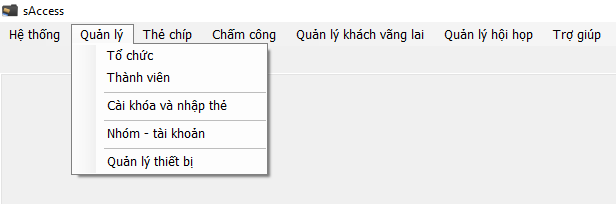 sAccess
Hệ thống Quản lý Thẻ chíp Chấm công Quản lý khách vãng lai Quản lý hội họp Trợ giúp
Tổ chức
Thành viên
Cài khóa và nhập thẻ
Nhóm - tài khoản
Quản lý thiết bị